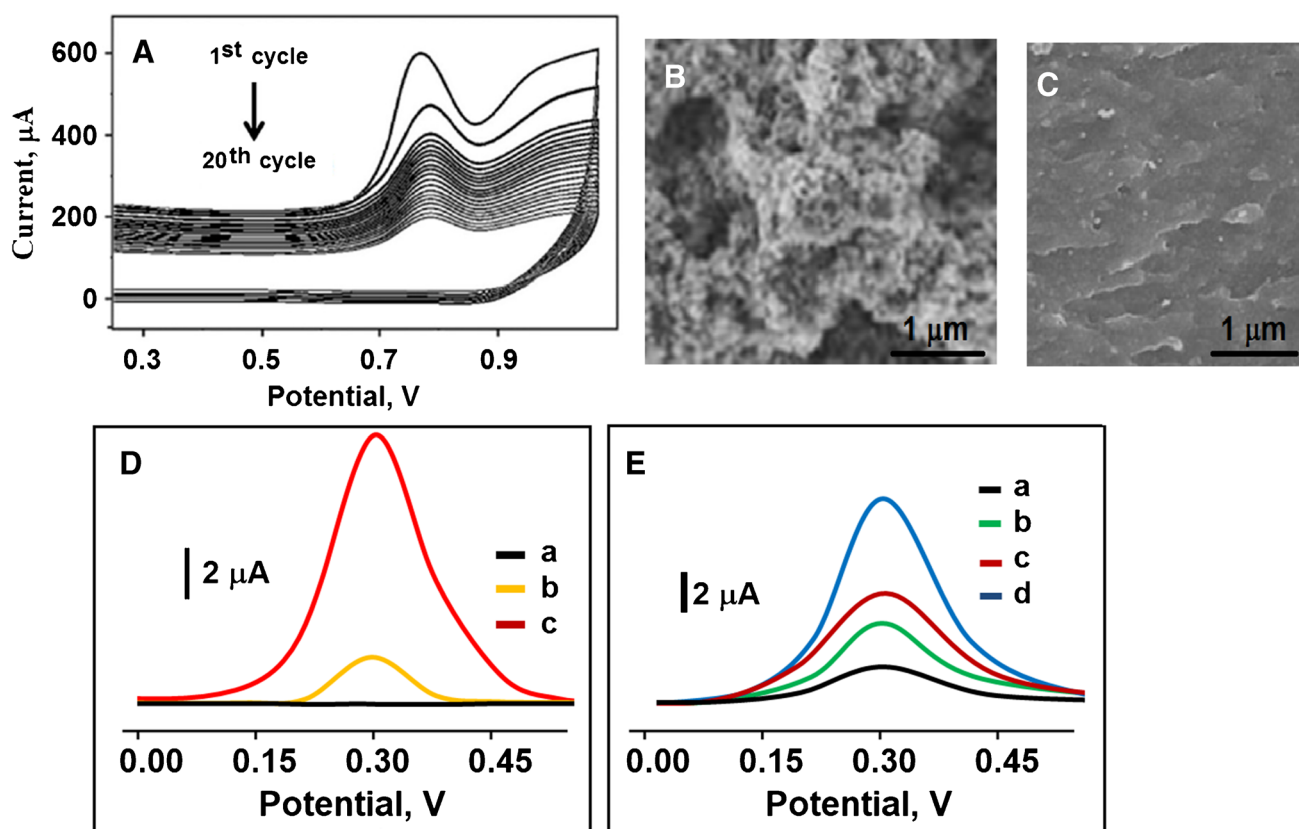 A
1st cycle
20th cycle
600
400
200
0
Current, µA
0.3 0.5 0.7 0.9
Potential, V
B
1 µm
C
1 µm
D
2 µA
a
b
c
0.00 0.15 0.30 0.45
Potential, V
E
2 µA
a
b
c
d
0.00 0.15 0.30 0.45
Potential, V